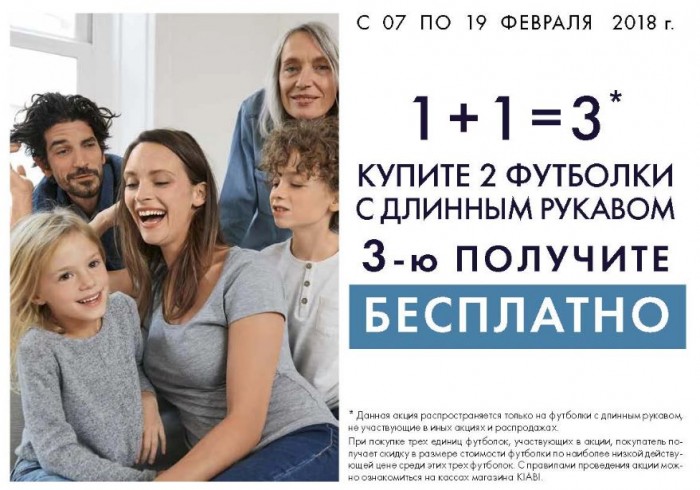 С 07 ПО 19 ФЕВРАЛЯ 2018 г.
1+1=3*
КУПИТЕ 2 ФУТБОЛКИ
С ДЛИННЫМ РУКАВОМ
3-ю ПОЛУЧИТЕ
БЕСПЛАТНО
* Данная акция распространяется только на футболки с длинным рукавом,
не участвующие в иных акциях и распродажах.
При покупке трех единиц футболок, участвующих в акции, покупатель по-
лучает скидку в размере стоимости футболки по наиболее низкой действу-
ющей цене среди этих трех футболок. С правилами проведения акции мож-
но ознакомиться на кассах магазина KIABI.